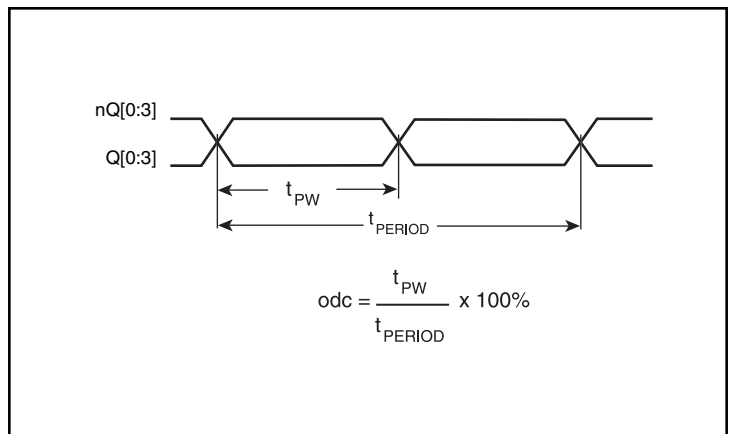 nQ[0:3]
Q[0:3]
tPW
tPERIOD
tPW
odc = x 100%
tPERIOD